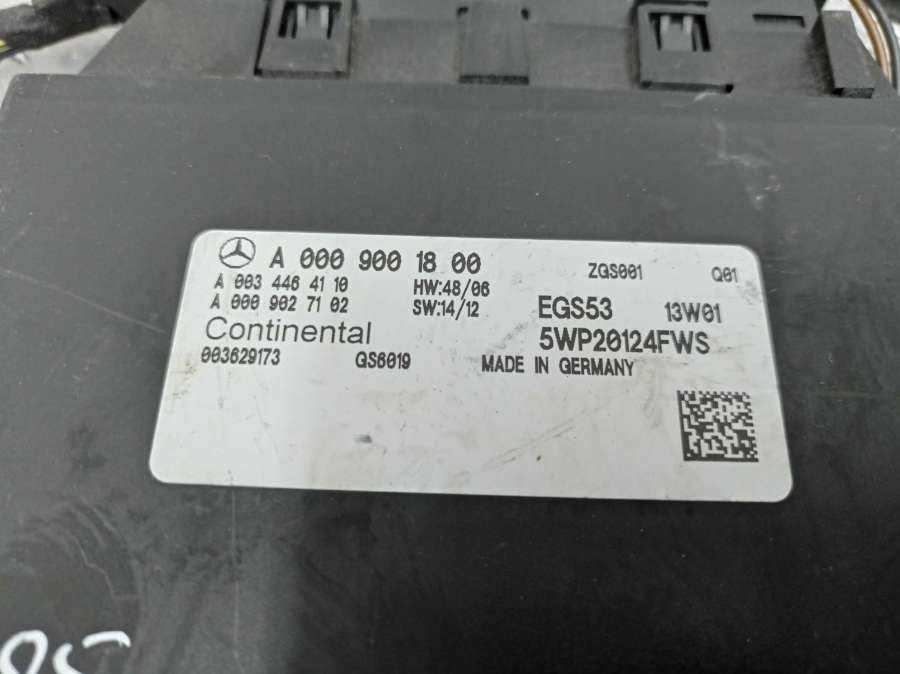 A 000 900 18 00
ZGS001 Q01
A 003 446 41 10 HW:48/06
A 000 902 71 02 SW:14/12
EGS53 13W01
Continental 5WP20124FWS
003629173 QS6019 MADE IN GERMANY